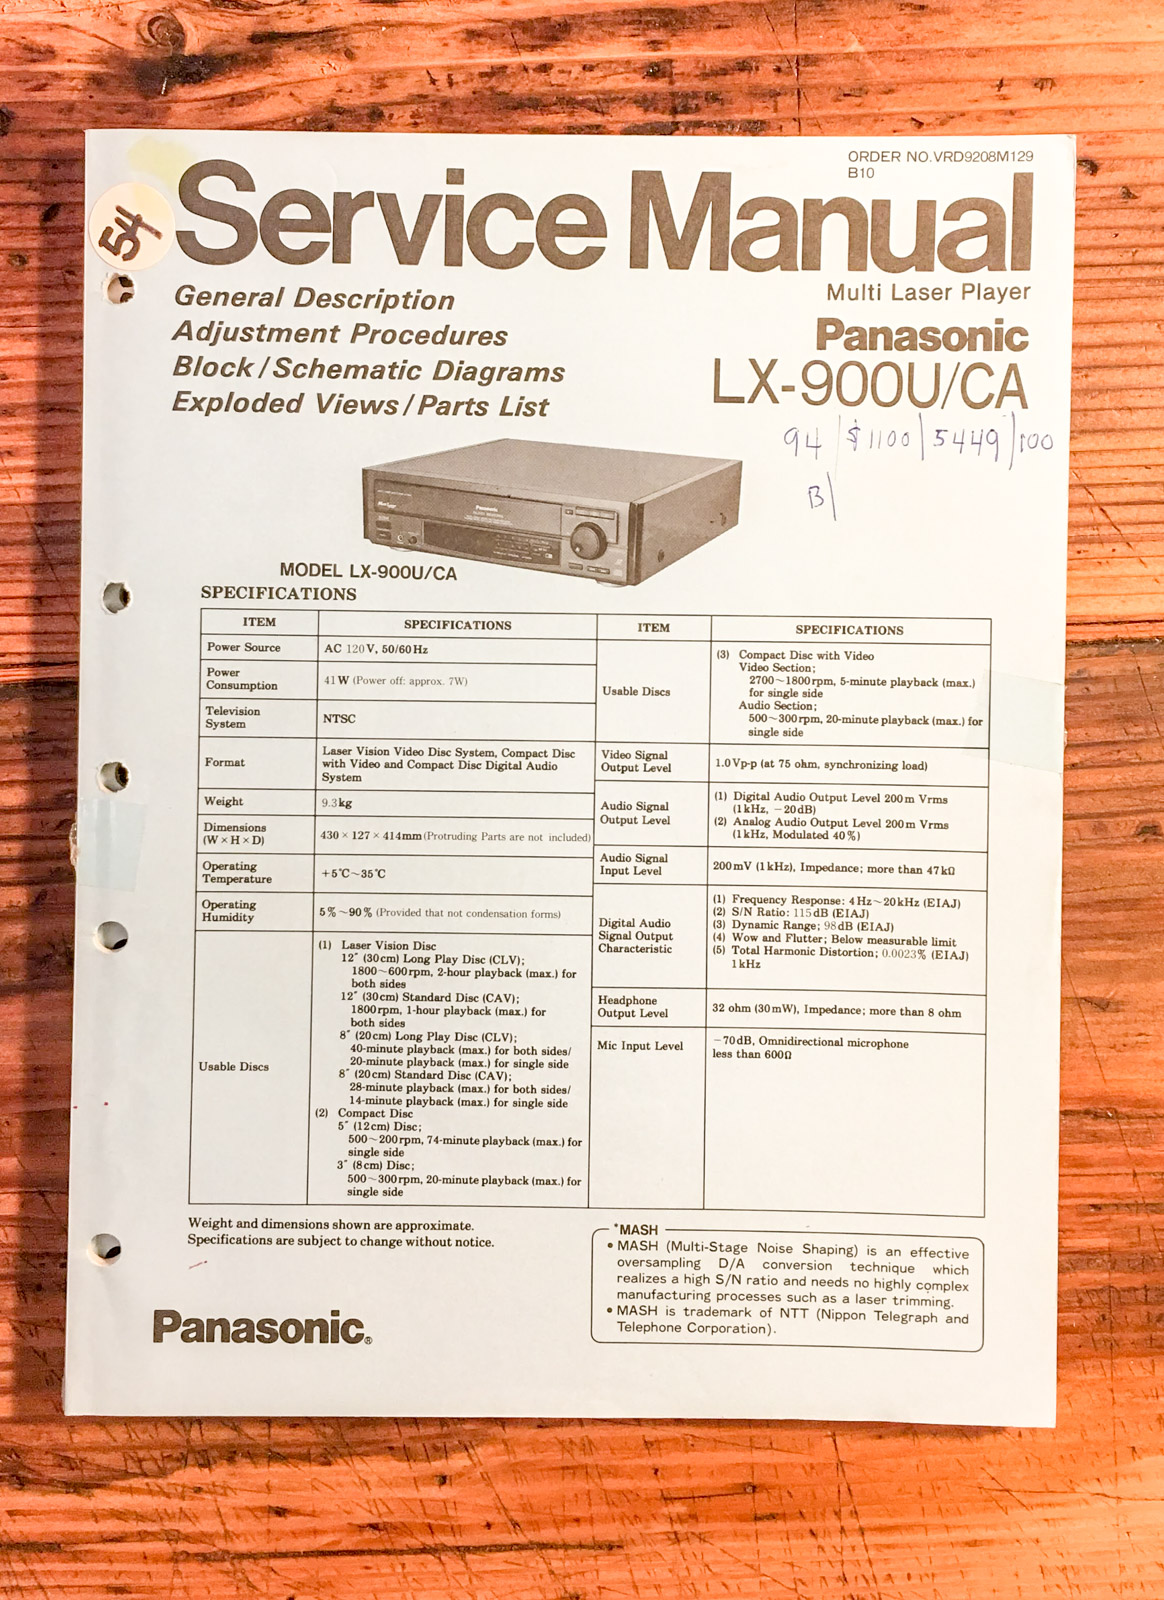 ORDER NO.VRD9208M129
B10
54
Service Manual
Multi Laser Player
General Description
Adjustment Procedures
Block/Schematic Diagrams
Exploded Views/Parts List
Panasonic
LX-900U/CA
94/$1100/5449/100
B/
Panasonic
MODEL LX-900U/CA
SPECIFICATIONS
ITEM
SPECIFICATIONS
Power Source
AC 120V, 50/60Hz
Power
Consumption
41W (Power off: approx. 7W)
Television
System
NTSC
Format
Laser Vision Video Disc System, Compact Disc
with Video and Compact Disc Digital Audio
System
Weight
9.3kg
Dimensions
(W×H×D)
430×127×414mm (Protruding Parts are not included)
Operating
Temperature
+5℃~35℃
Operating
Humidity
5%~90% (Provided that not condensation forms)
Usable Discs
(1) Laser Vision Disc
12″ (30cm) Long Play Disc (CLV);
1800~600rpm, 2-hour playback (max.) for
both sides
12″ (30cm) Standard Disc (CAV);
1800rpm, 1-hour playback (max.) for
both sides
8″ (20cm) Long Play Disc (CLV);
40-minute playback (max.) for both sides/
20-minute playback (max.) for single side
8″ (20cm) Standard Disc (CAV);
28-minute playback (max.) for both sides/
14-minute playback (max.) for single side
(2) Compact Disc
5″ (12cm) Disc;
500~200rpm, 74-minute playback (max.) for
single side
3″ (8cm) Disc;
500~300rpm, 20-minute playback (max.) for
single side
ITEM
SPECIFICATIONS
Usable Discs
(3) Compact Disc with Video
Video Section;
2700~1800rpm, 5-minute playback (max.)
for single side
Audio Section;
500~300rpm, 20-minute playback (max.) for
single side
Video Signal
Output Level
1.0Vp-p (at 75 ohm, synchronizing load)
Audio Signal
Output Level
(1) Digital Audio Output Level 200m Vrms
(1kHz, −20dB)
(2) Analog Audio Output Level 200m Vrms
(1kHz, Modulated 40%)
Audio Signal
Input Level
200mV (1kHz), Impedance; more than 47kΩ
Digital Audio
Signal Output
Characteristic
(1) Frequency Response: 4Hz~20kHz (EIAJ)
(2) S/N Ratio: 115dB (EIAJ)
(3) Dynamic Range; 98dB (EIAJ)
(4) Wow and Flutter; Below measurable limit
(5) Total Harmonic Distortion; 0.0023% (EIAJ)
1kHz
Headphone
Output Level
32 ohm (30mW), Impedance; more than 8 ohm
Mic Input Level
−70dB, Omnidirectional microphone
less than 600Ω
Weight and dimensions shown are approximate.
Specifications are subject to change without notice.
*MASH
• MASH (Multi-Stage Noise Shaping) is an effective
oversampling D/A conversion technique which
realizes a high S/N ratio and needs no highly complex
manufacturing processes such as a laser trimming.
• MASH is trademark of NTT (Nippon Telegraph and
Telephone Corporation).
Panasonic®